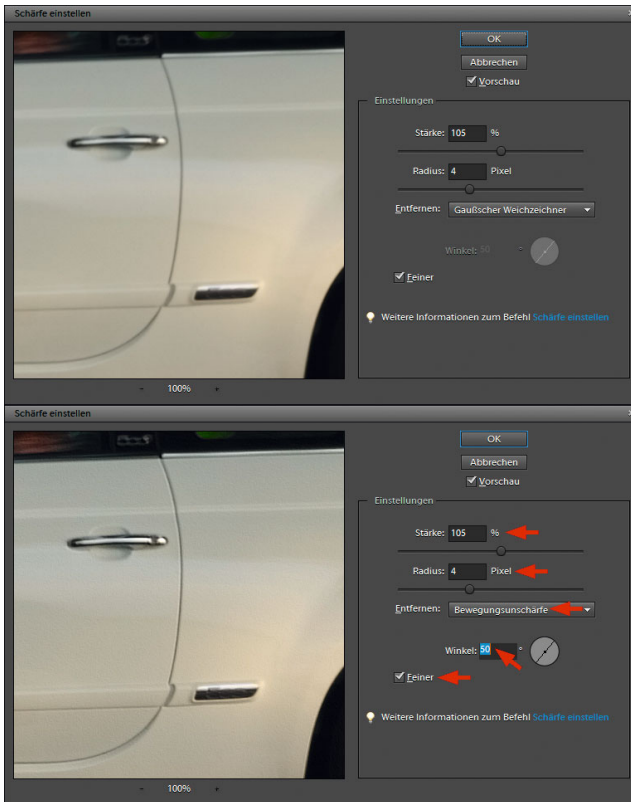 Schärfe einstellen
OK
Abbrechen
Vorschau
Einstellungen
Stärke: 105 %
Radius: 4 Pixel
Entfernen: Gaußscher Weichzeichner
Winkel: 50 °
Feiner
Weitere Informationen zum Befehl Schärfe einstellen
- 100% +
Schärfe einstellen
OK
Abbrechen
Vorschau
Einstellungen
Stärke: 105 %
Radius: 4 Pixel
Entfernen: Bewegungsunschärfe
Winkel: 50 °
Feiner
Weitere Informationen zum Befehl Schärfe einstellen
- 100% +